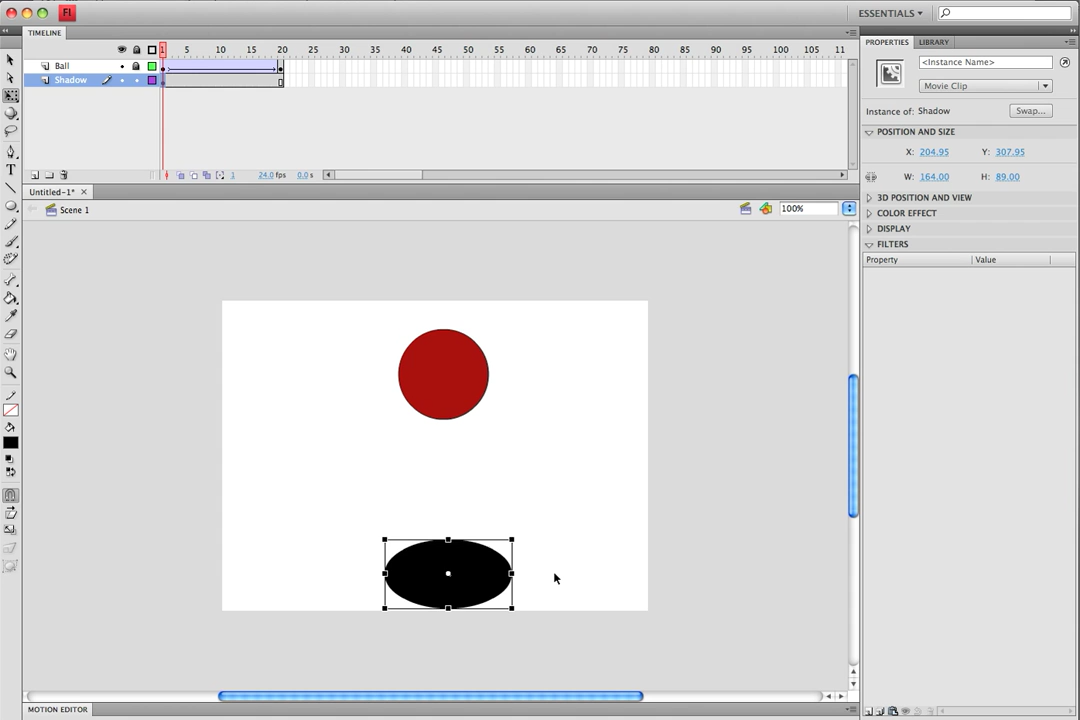 Fl
ESSENTIALS
TIMELINE
1 5 10 15 20 25 30 35 40 45 50 55 60 65 70 75 80 85 90 95 100 105 11
Ball
Shadow
1 24.0 fps 0.0 s
Untitled-1*
Scene 1
100%
T
PROPERTIES LIBRARY
<Instance Name>
Movie Clip
Instance of: Shadow Swap...
POSITION AND SIZE
X: 204.95 Y: 307.95
W: 164.00 H: 89.00
3D POSITION AND VIEW
COLOR EFFECT
DISPLAY
FILTERS
Property Value
MOTION EDITOR